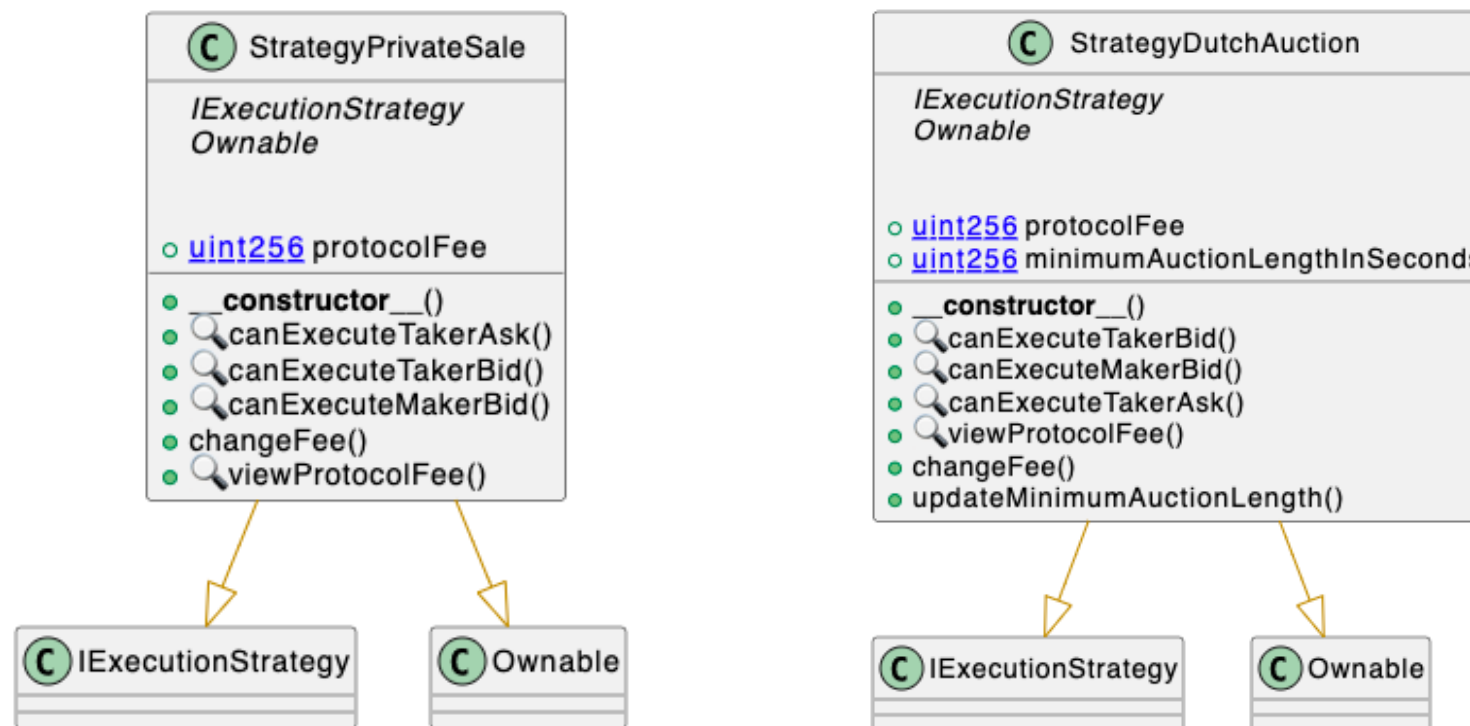 C StrategyPrivateSale
IExecutionStrategy
Ownable
uint256 protocolFee
__constructor__()
canExecuteTakerAsk()
canExecuteTakerBid()
canExecuteMakerBid()
changeFee()
viewProtocolFee()
C IExecutionStrategy
C Ownable
C StrategyDutchAuction
IExecutionStrategy
Ownable
uint256 protocolFee
uint256 minimumAuctionLengthInSeconds
__constructor__()
canExecuteTakerBid()
canExecuteMakerBid()
canExecuteTakerAsk()
viewProtocolFee()
changeFee()
updateMinimumAuctionLength()
C IExecutionStrategy
C Ownable